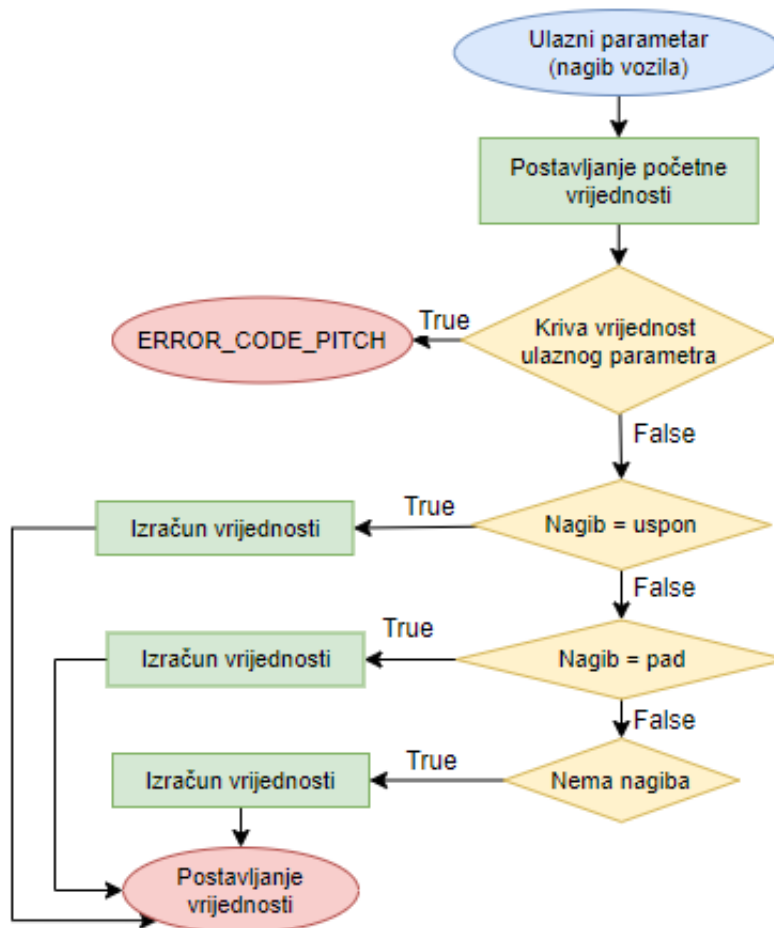 Ulazni parametar
(nagib vozila)
Postavljanje početne
vrijednosti
Kriva vrijednost
ulaznog parametra
True
ERROR_CODE_PITCH
False
Nagib = uspon
True
Izračun vrijednosti
False
Nagib = pad
True
Izračun vrijednosti
False
Nema nagiba
True
Izračun vrijednosti
Postavljanje
vrijednosti